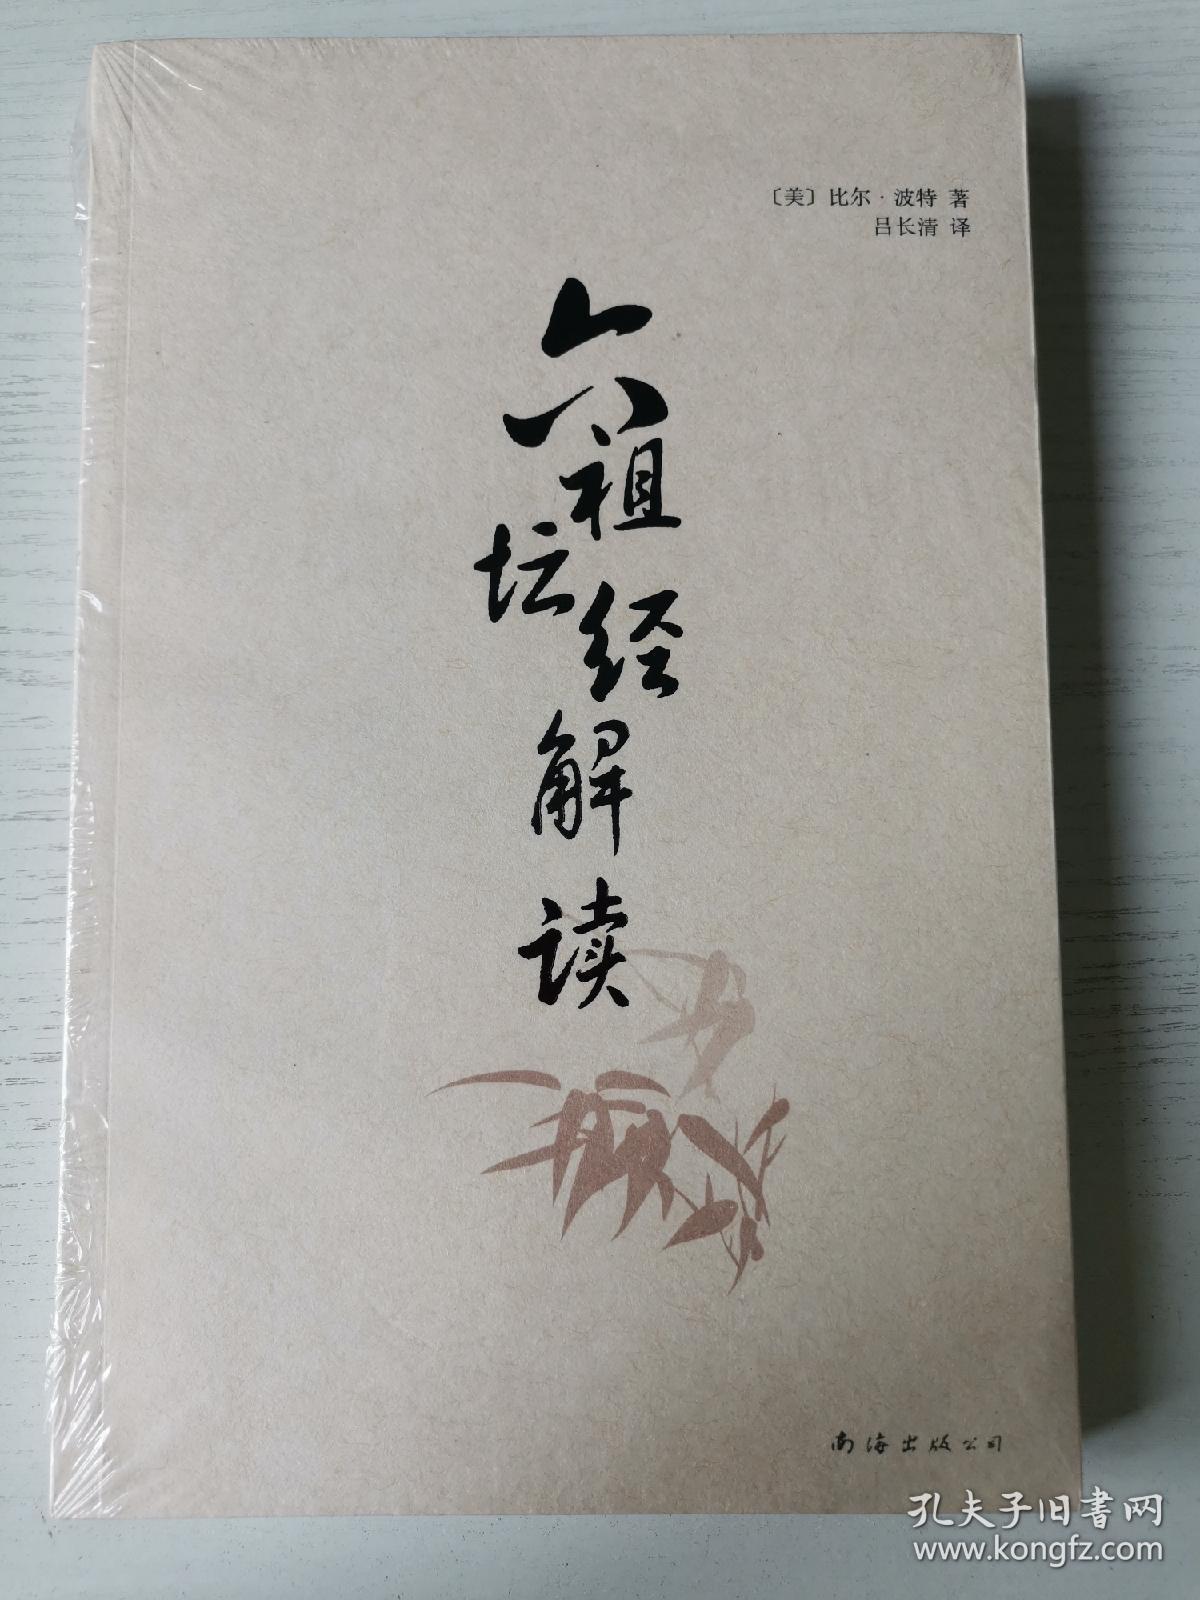 〔美〕比尔·波特 著
吕长清 译
六祖坛经解读
南海出版公司
孔夫子旧书网
www.kongfz.com